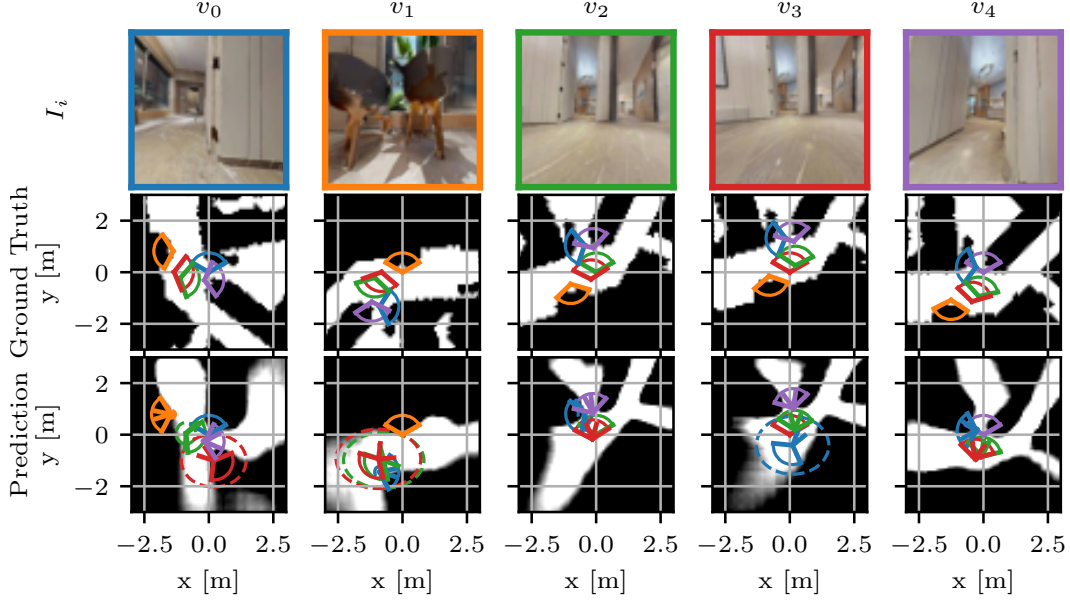 v₀ v₁ v₂ v₃ v₄
Iᵢ
Ground Truth
y [m]
2
0
−2
Prediction
y [m]
2
0
−2
−2.5 0.0 2.5 −2.5 0.0 2.5 −2.5 0.0 2.5 −2.5 0.0 2.5 −2.5 0.0 2.5
x [m] x [m] x [m] x [m] x [m]